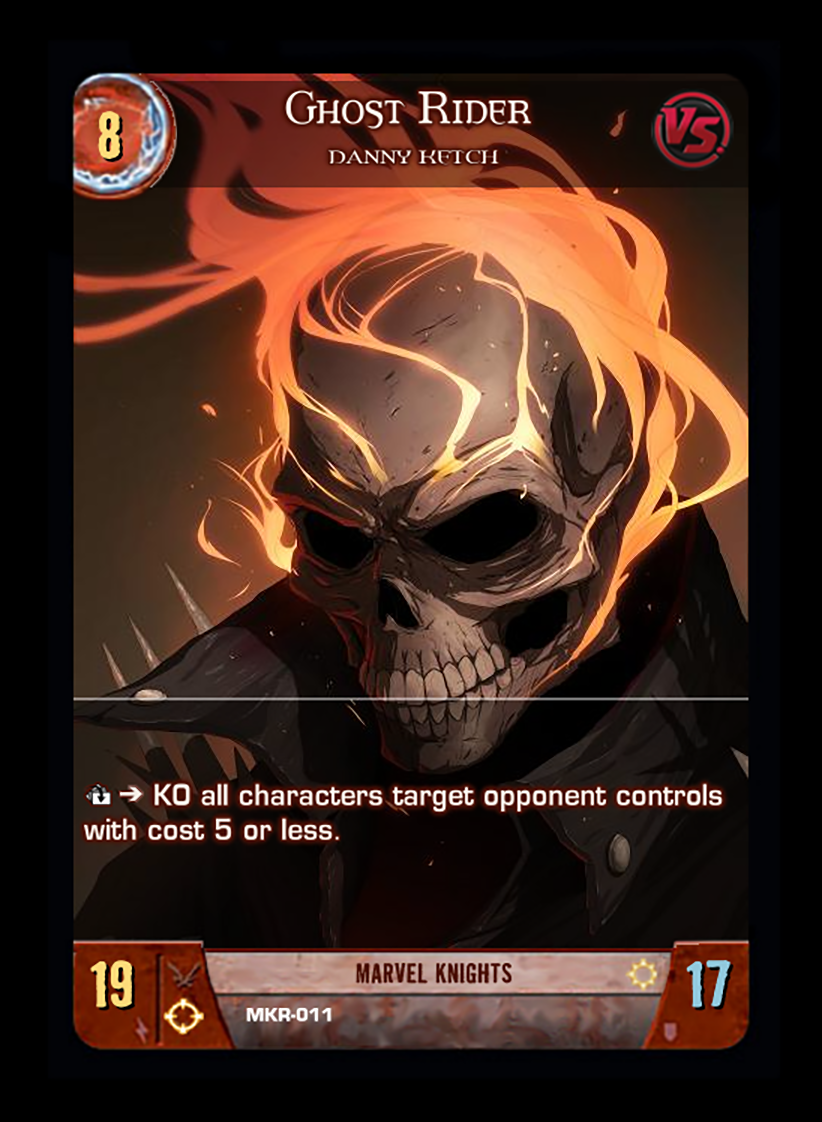 8
Ghost Rider
VS.
Danny Ketch
→ KO all characters target opponent controls
with cost 5 or less.
19
MARVEL KNIGHTS
17
MKR-011